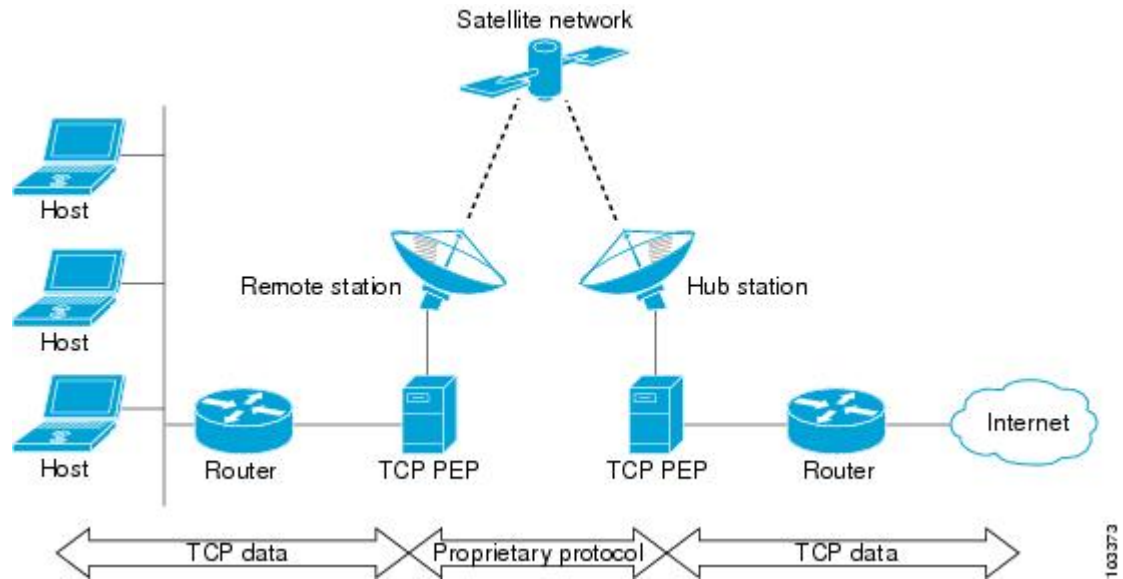 Satellite network
Host
Remote station
Hub station
Host
Internet
Host
Router
TCP PEP
TCP PEP
Router
TCP data
Proprietary protocol
TCP data
103373